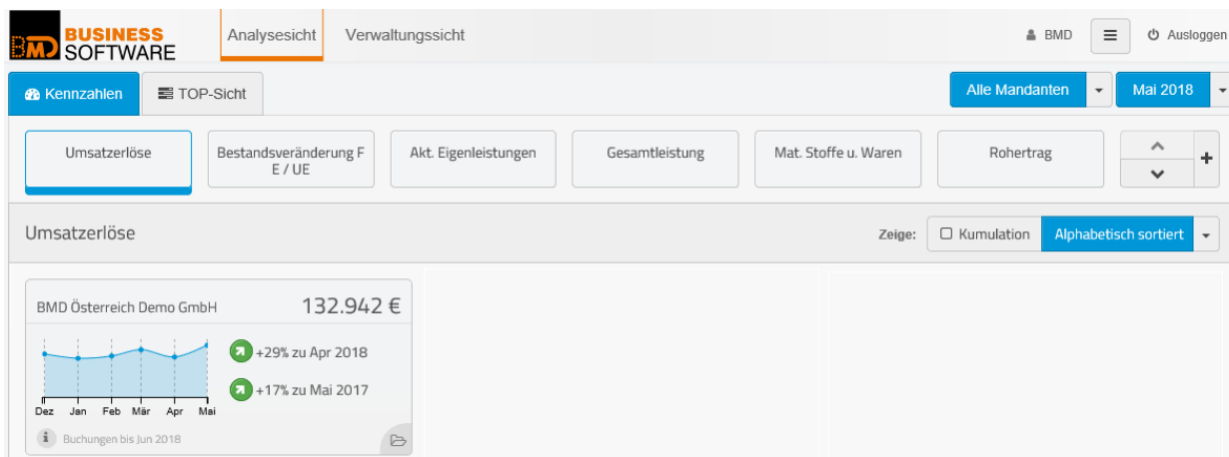 BMD BUSINESS SOFTWARE
Analysesicht Verwaltungssicht BMD Ausloggen
Kennzahlen TOP-Sicht Alle Mandanten Mai 2018
Umsatzerlöse Bestandsveränderung F Akt. Eigenleistungen Gesamtleistung Mat. Stoffe u. Waren Rohertrag
E / UE
Umsatzerlöse Zeige: Kumulation Alphabetisch sortiert
BMD Österreich Demo GmbH 132.942 €
+29% zu Apr 2018
+17% zu Mai 2017
Dez Jan Feb Mär Apr Mai
Buchungen bis Jun 2018